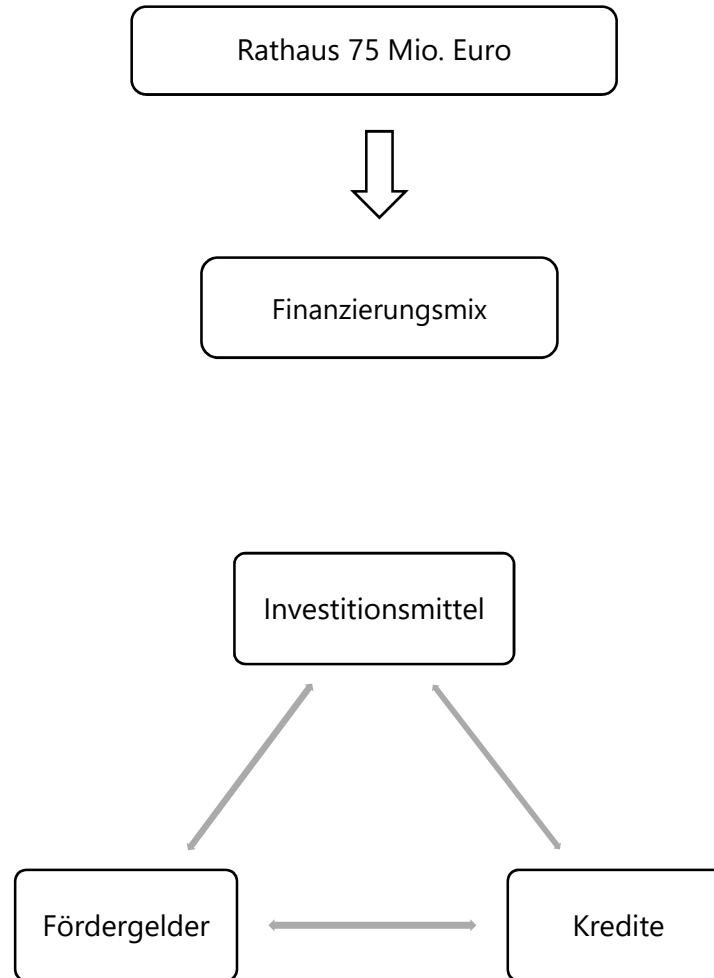 Rathaus 75 Mio. Euro
Finanzierungsmix
Investitionsmittel
Fördergelder
Kredite